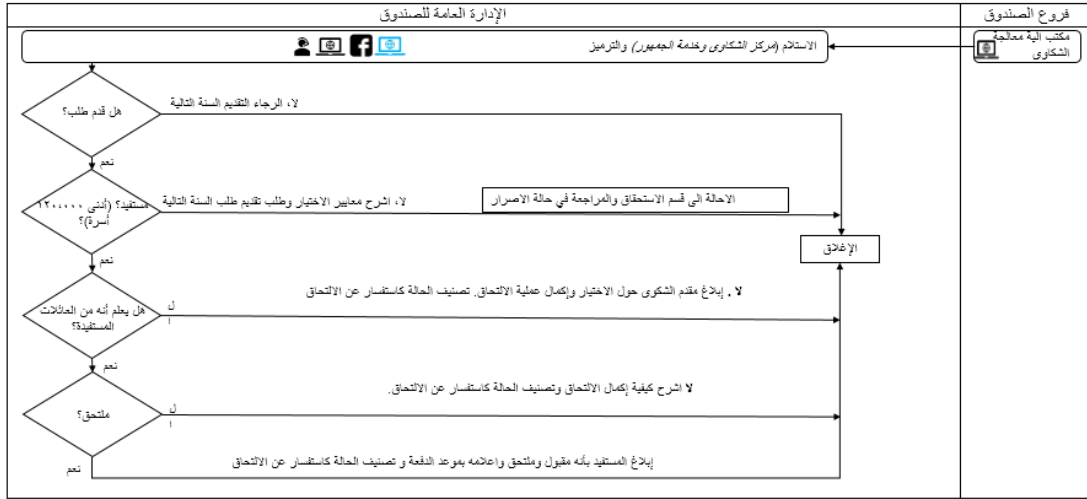 فروع الصندوق
الإدارة العامة للصندوق
مكتب الية معالجة
الشكاوى
الاستلام (مركز الشكاوى وخدمة الجمهور) والترميز
هل قدم طلب؟
لا، الرجاء التقديم السنة التالية
نعم
مستفيد؟ (أدنى ١٢٠،٠٠٠
أسرة)؟
لا، اشرح معايير الاختيار وطلب تقديم طلب السنة التالية
الاحالة الى قسم الاستحقاق والمراجعة في حالة الاصرار
الإغلاق
نعم
هل يعلم أنه من العائلات
المستفيدة؟
ل
ا
لا , إبلاغ مقدم الشكوى حول الاختيار وإكمال عملية الالتحاق. تصنيف الحالة كاستفسار عن الالتحاق
نعم
ملتحق؟
ل
ا
لا اشرح كيفية إكمال الالتحاق وتصنيف الحالة كاستفسار عن الالتحاق.
نعم
إبلاغ المستفيد بأنه مقبول وملتحق واعلامه بموعد الدفعة و تصنيف الحالة كاستفسار عن الالتحاق